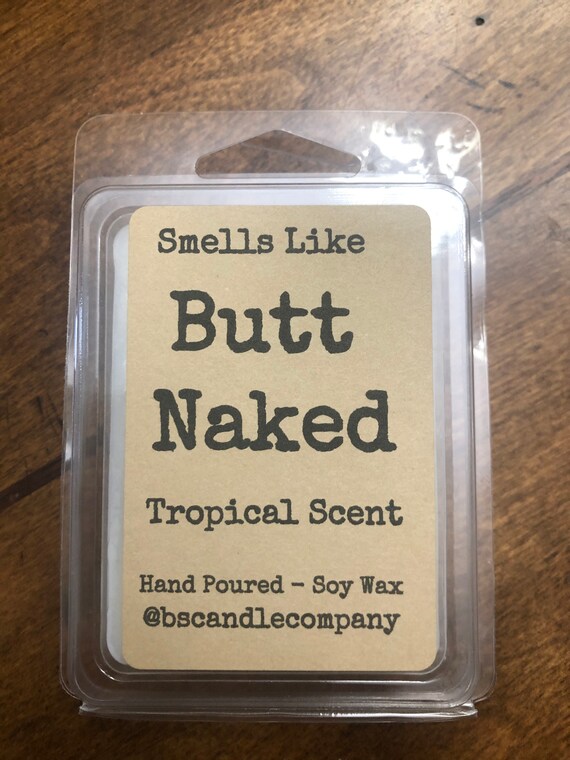 Smells Like
Butt
Naked
Tropical Scent
Hand Poured - Soy Wax
@bscandlecompany